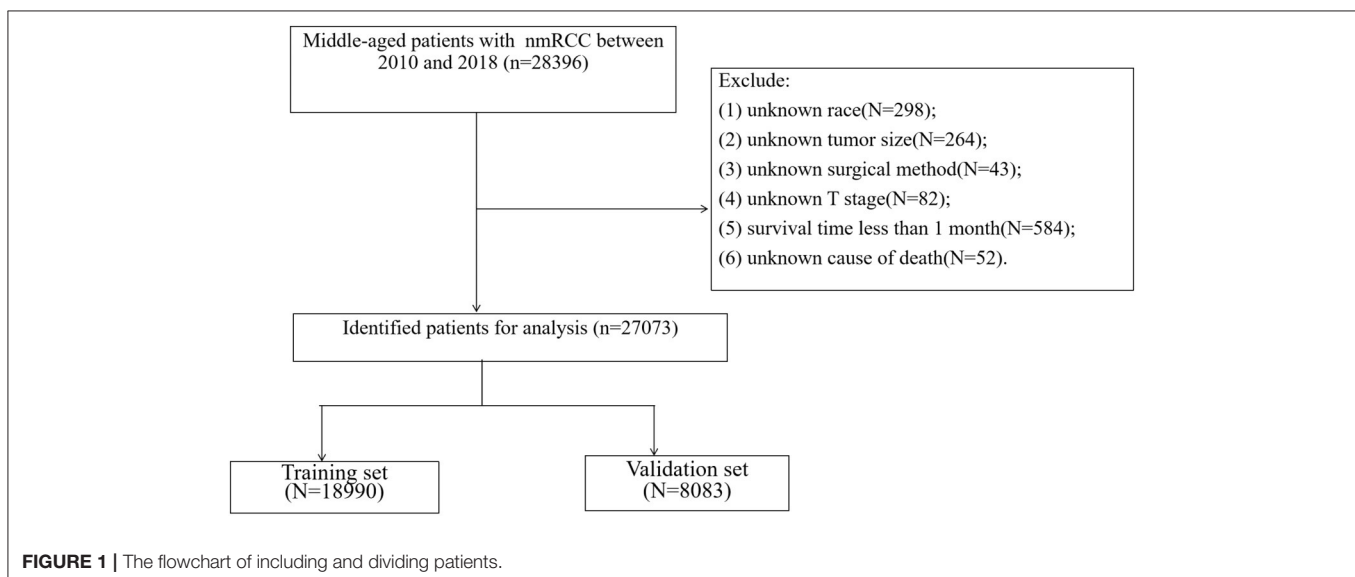 Middle-aged patients with nmRCC between
2010 and 2018 (n=28396)
Exclude:
(1) unknown race(N=298);
(2) unknown tumor size(N=264);
(3) unknown surgical method(N=43);
(4) unknown T stage(N=82);
(5) survival time less than 1 month(N=584);
(6) unknown cause of death(N=52).
Identified patients for analysis (n=27073)
Training set
(N=18990)
Validation set
(N=8083)
FIGURE 1 | The flowchart of including and dividing patients.